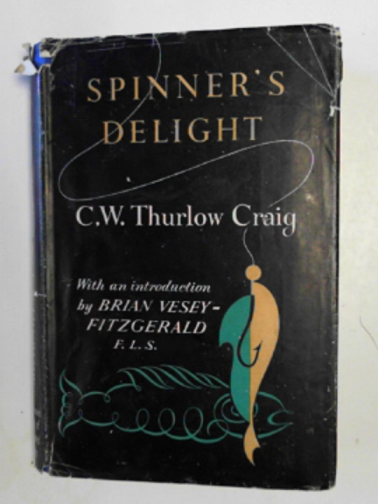 SPINNER'S
DELIGHT
C.W. Thurlow Craig
With an introduction
by BRIAN VESEY-
FITZGERALD
F.L.S.